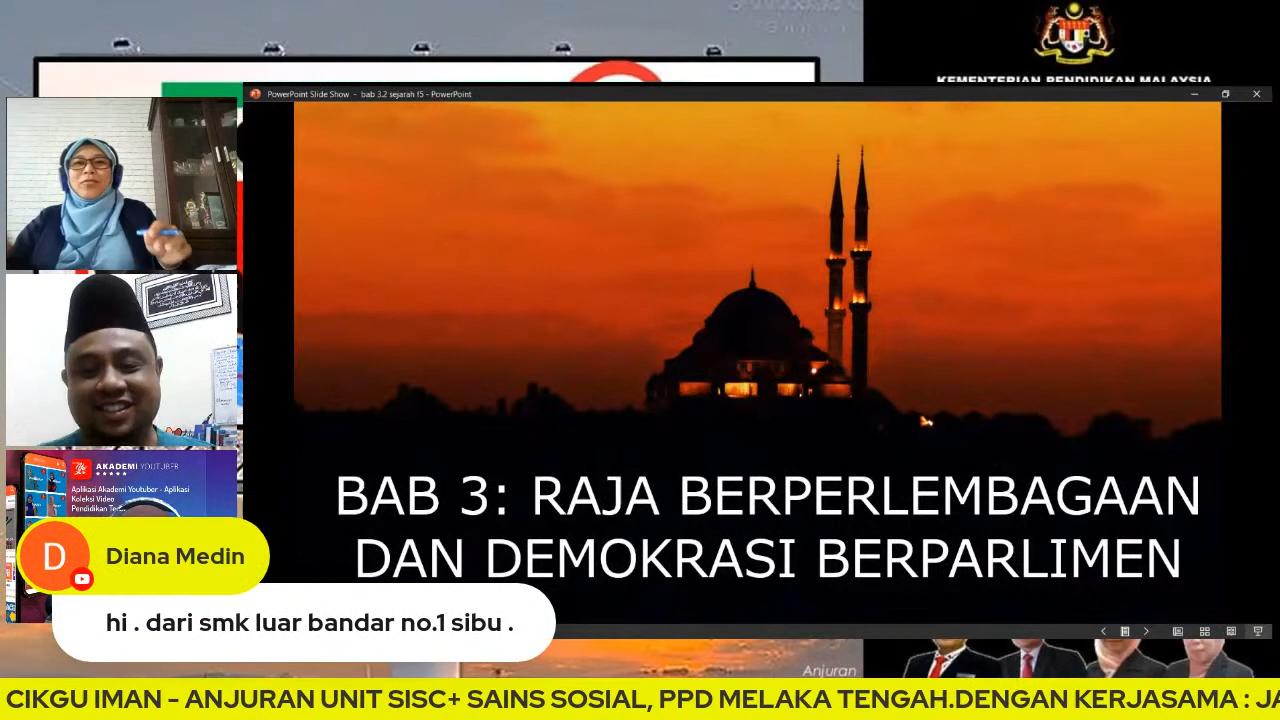 KEMENTERIAN PENDIDIKAN MALAYSIA
PowerPoint Slide Show - bab 3.2 sejarah f5 - PowerPoint
BAB 3: RAJA BERPERLEMBAGAAN
DAN DEMOKRASI BERPARLIMEN
AKADEMI YOUTUBER
Aplikasi Akademi Youtuber - Aplikasi
Koleksi Video
Pendidikan Ter...
D
Diana Medin
hi . dari smk luar bandar no.1 sibu .
Anjuran
CIKGU IMAN - ANJURAN UNIT SISC+ SAINS SOSIAL, PPD MELAKA TENGAH.DENGAN KERJASAMA : JA